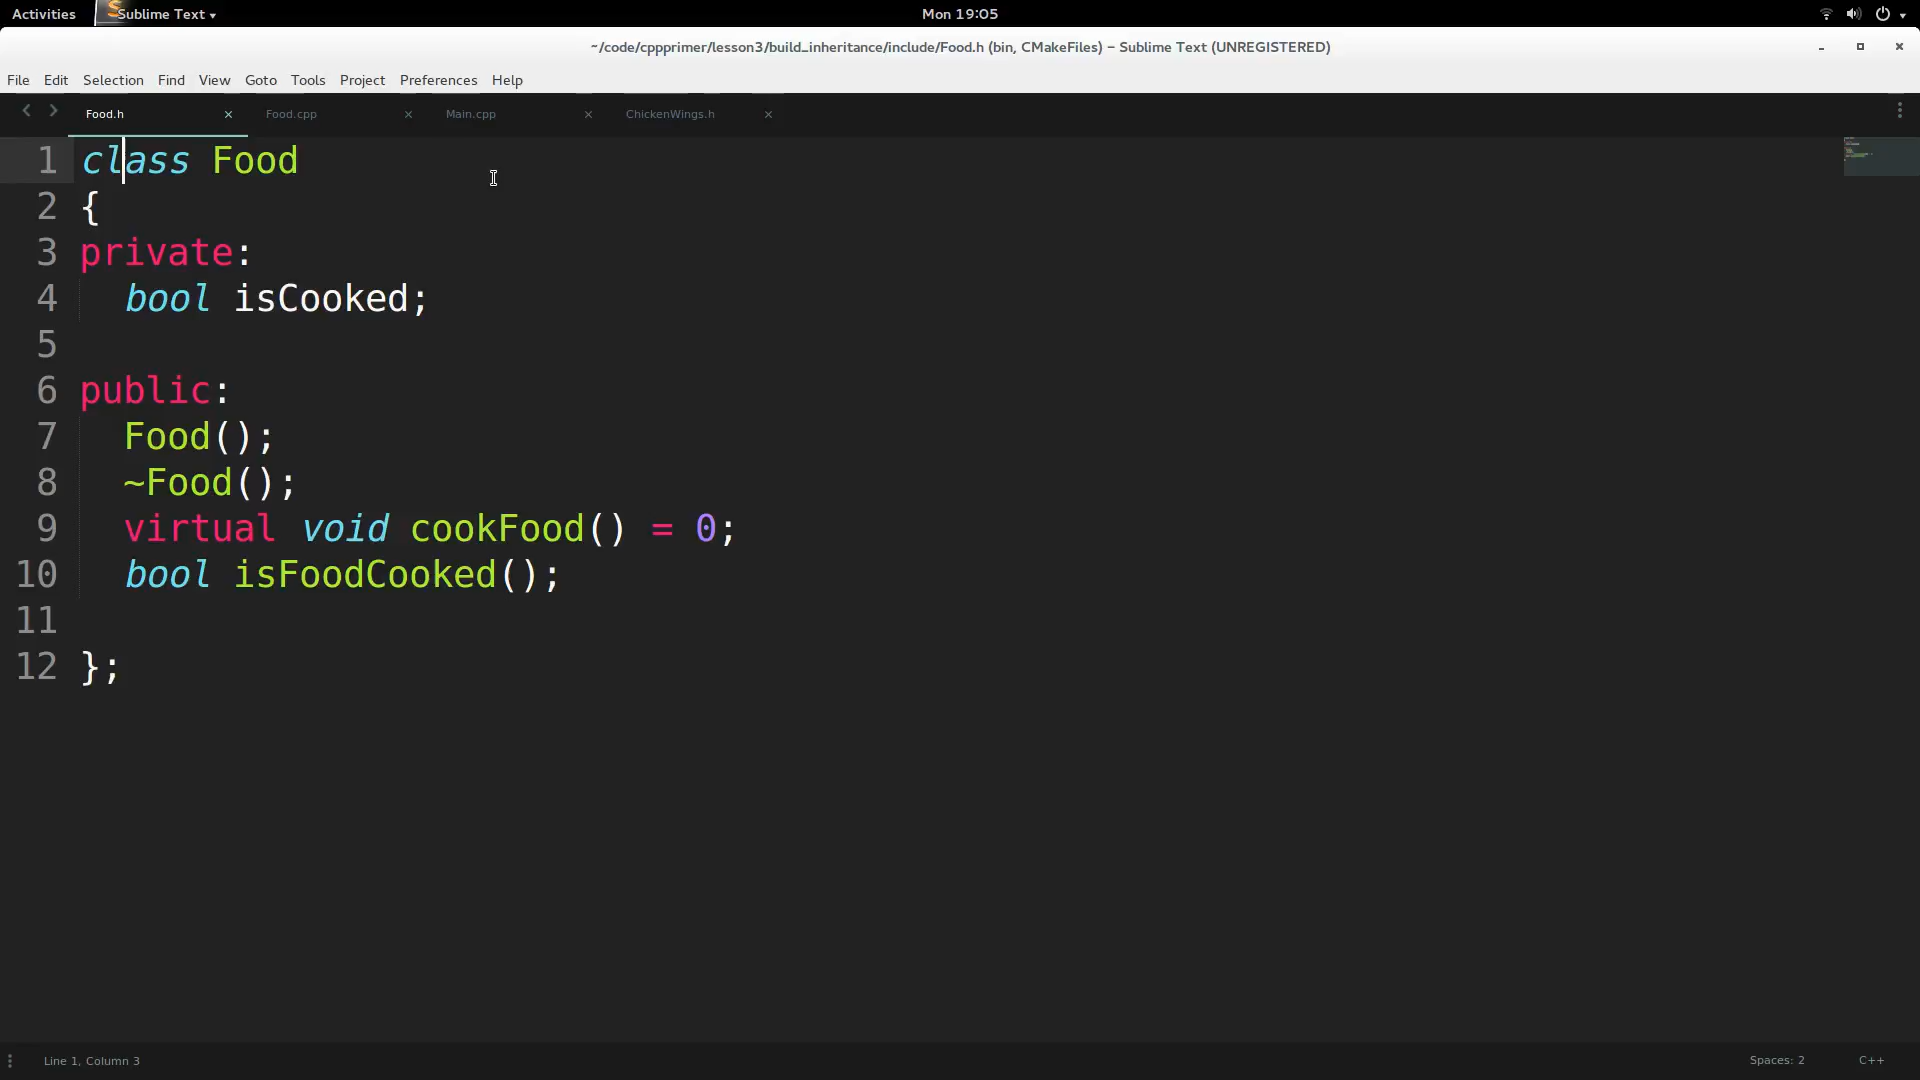 Activities Sublime Text Mon 19:05
~/code/cppprimer/lesson3/build_inheritance/include/Food.h (bin, CMakeFiles) – Sublime Text (UNREGISTERED)
File Edit Selection Find View Goto Tools Project Preferences Help
Food.h Food.cpp Main.cpp ChickenWings.h
1 class Food
2 {
3 private:
4 bool isCooked;
5
6 public:
7 Food();
8 ~Food();
9 virtual void cookFood() = 0;
10 bool isFoodCooked();
11
12 };
Line 1, Column 3 Spaces: 2 C++